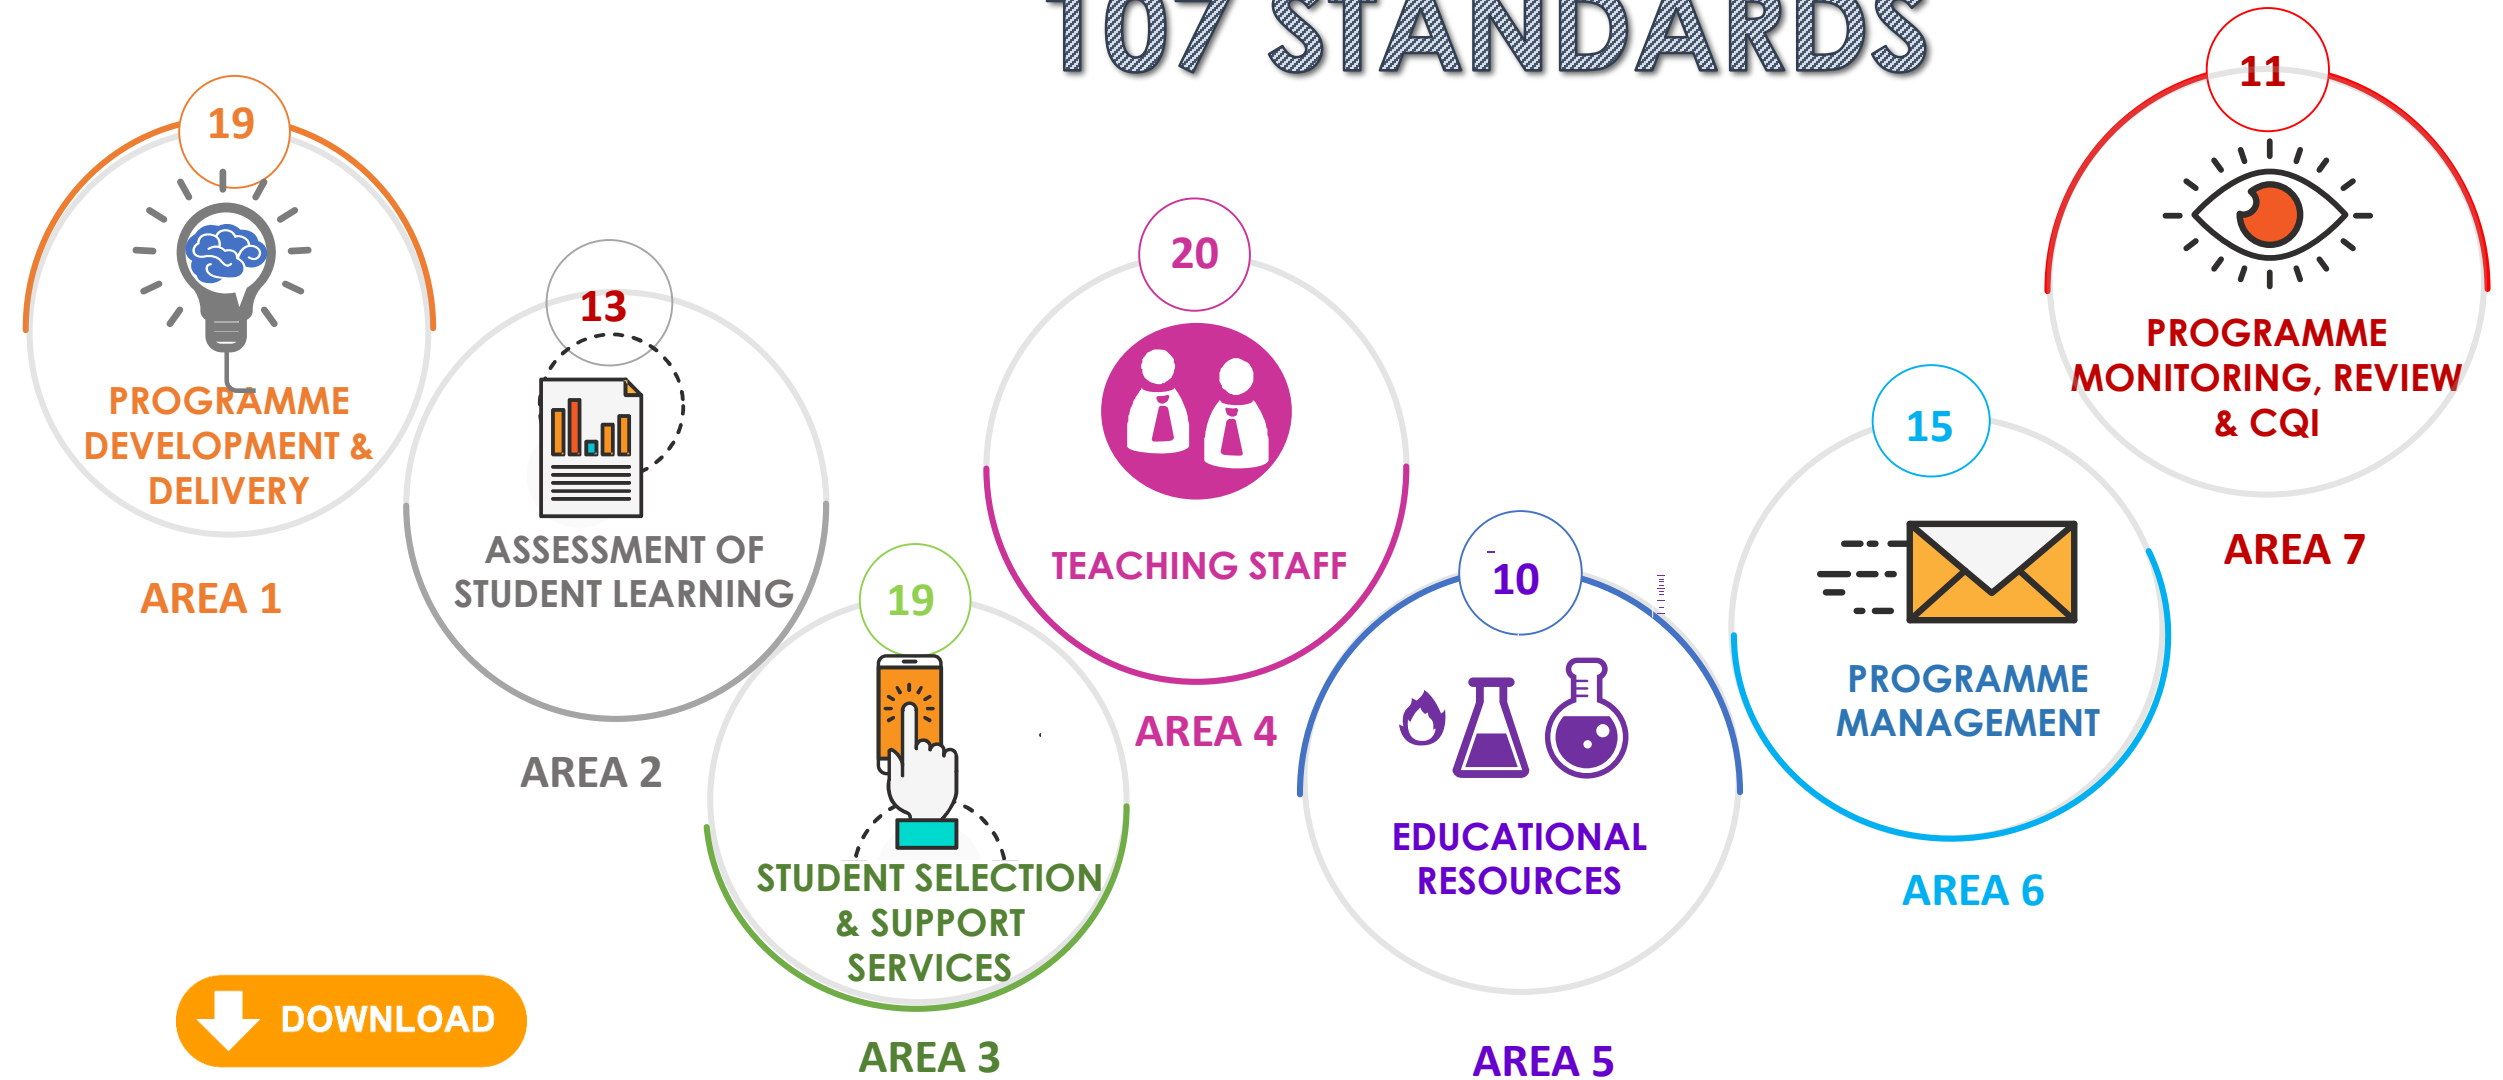 107 STANDARDS
19
PROGRAMME
DEVELOPMENT &
DELIVERY
AREA 1
13
ASSESSMENT OF
STUDENT LEARNING
AREA 2
19
STUDENT SELECTION
& SUPPORT
SERVICES
AREA 3
20
TEACHING STAFF
AREA 4
10
EDUCATIONAL
RESOURCES
AREA 5
15
PROGRAMME
MANAGEMENT
AREA 6
11
PROGRAMME
MONITORING, REVIEW
& CQI
AREA 7
DOWNLOAD